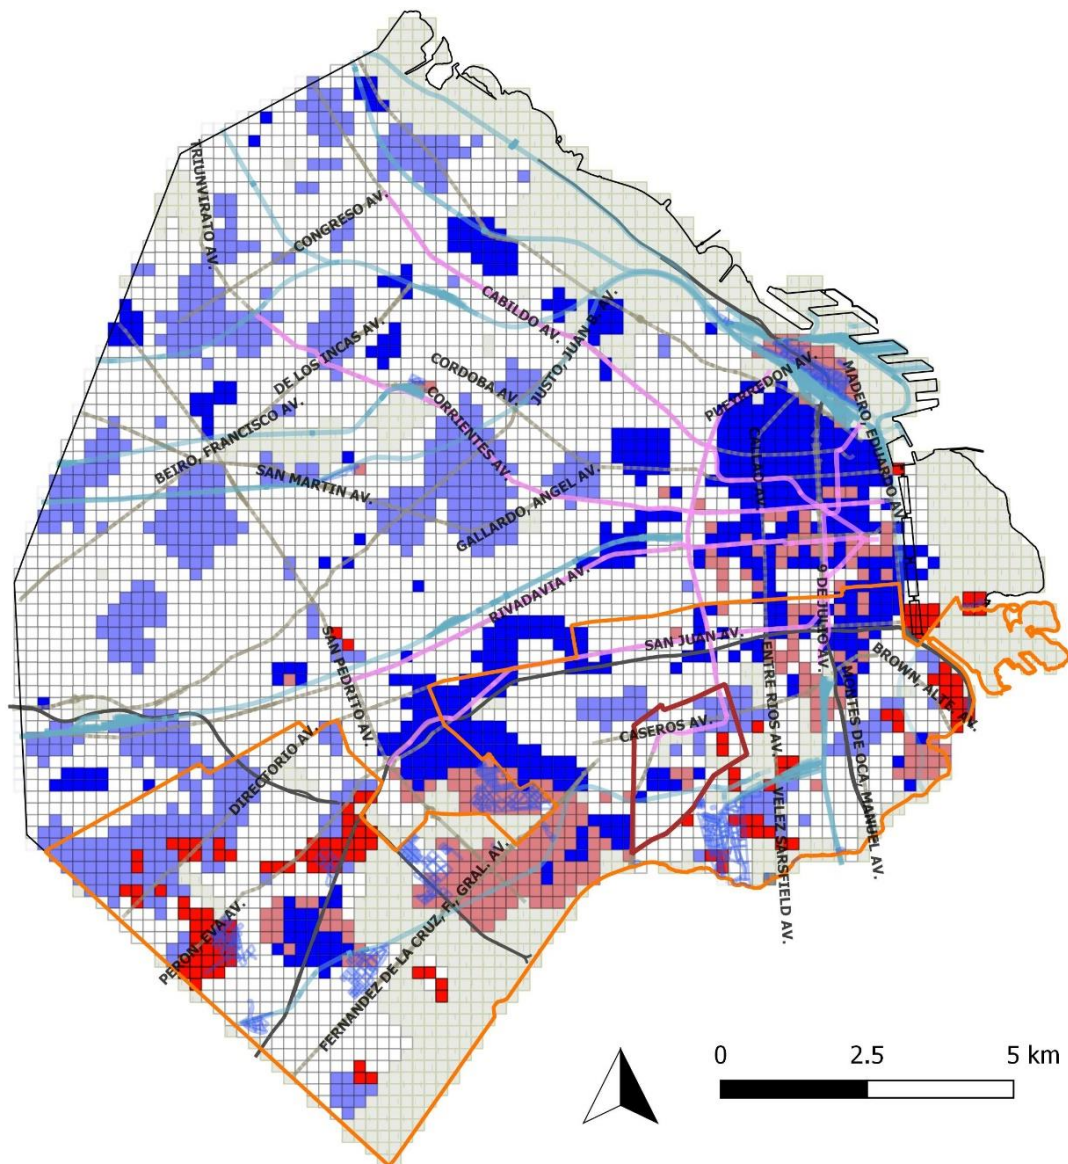 TRIUNVIRATO AV.
CONGRESO AV.
CABILDO AV.
JUSTO, JUAN B. AV.
DE LOS INCAS AV.
CORDOBA AV.
CORRIENTES AV.
PUEYRREDON AV.
MADERO, EDUARDO AV.
CALLAO AV.
BEIRO, FRANCISCO AV.
SAN MARTIN AV.
GALLARDO, ANGEL AV.
RIVADAVIA AV.
SAN PEDRITO AV.
SAN JUAN AV.
9 DE JULIO AV.
ENTRE RIOS AV.
BROWN, ALTE. AV.
MONTES DE OCA, MANUEL AV.
CASEROS AV.
DIRECTORIO AV.
VELEZ SARSFIELD AV.
PERON, EVA AV.
FERNANDEZ DE LA CRUZ, F., GRAL. AV.
0 2.5 5 km